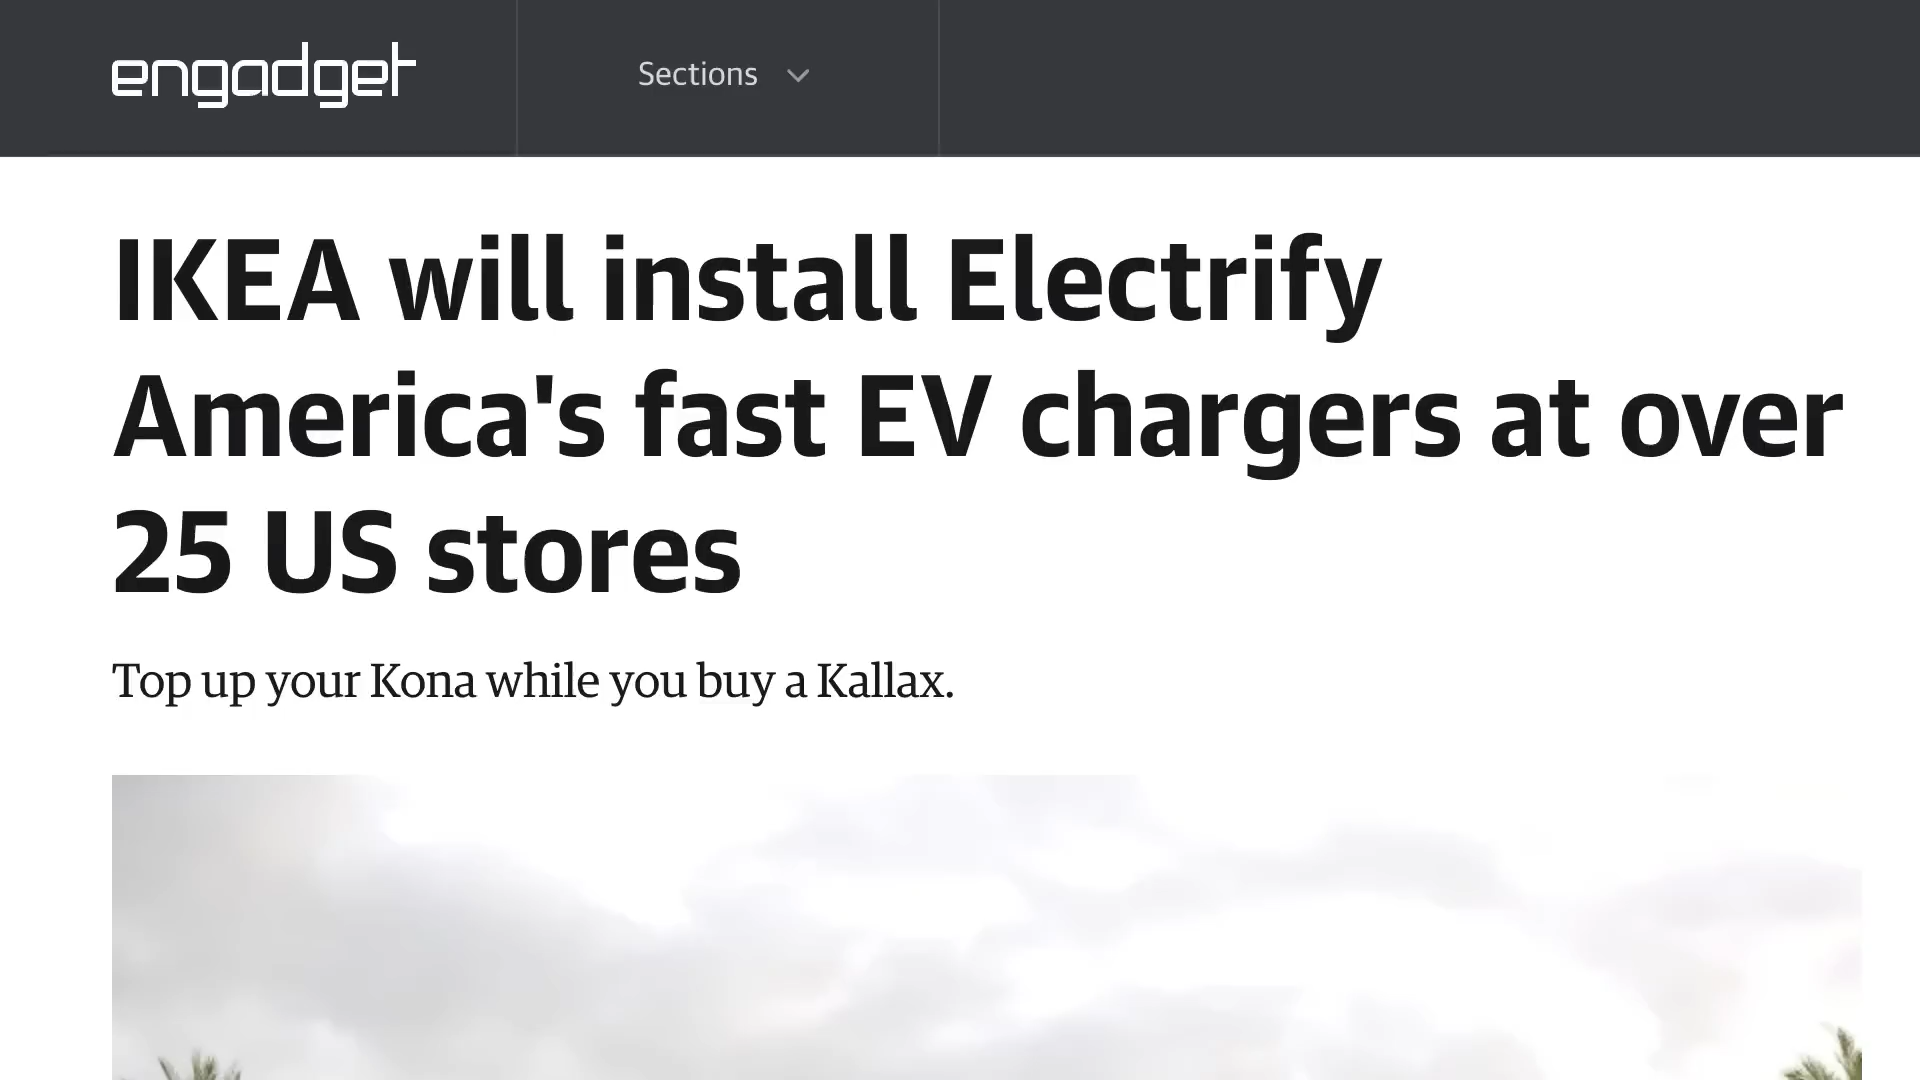 engadget
Sections
IKEA will install Electrify
America's fast EV chargers at over
25 US stores
Top up your Kona while you buy a Kallax.